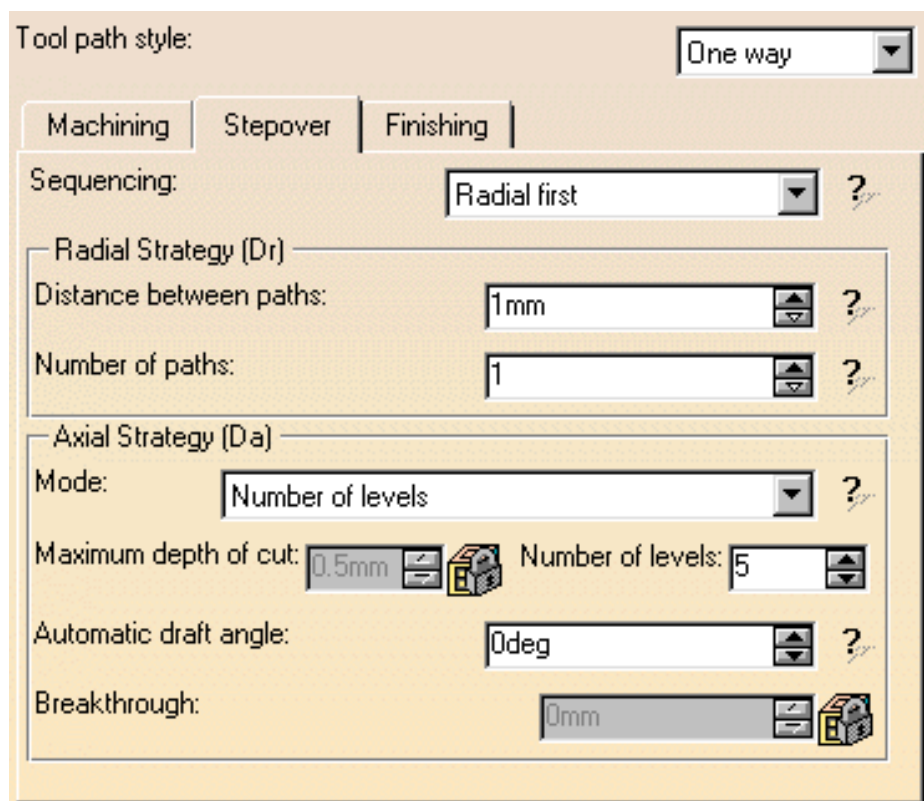 Tool path style: One way
Machining Stepover Finishing
Sequencing: Radial first ?
Radial Strategy (Dr)
Distance between paths: 1mm ?
Number of paths: 1 ?
Axial Strategy (Da)
Mode: Number of levels ?
Maximum depth of cut: 0.5mm Number of levels: 5
Automatic draft angle: 0deg ?
Breakthrough: 0mm